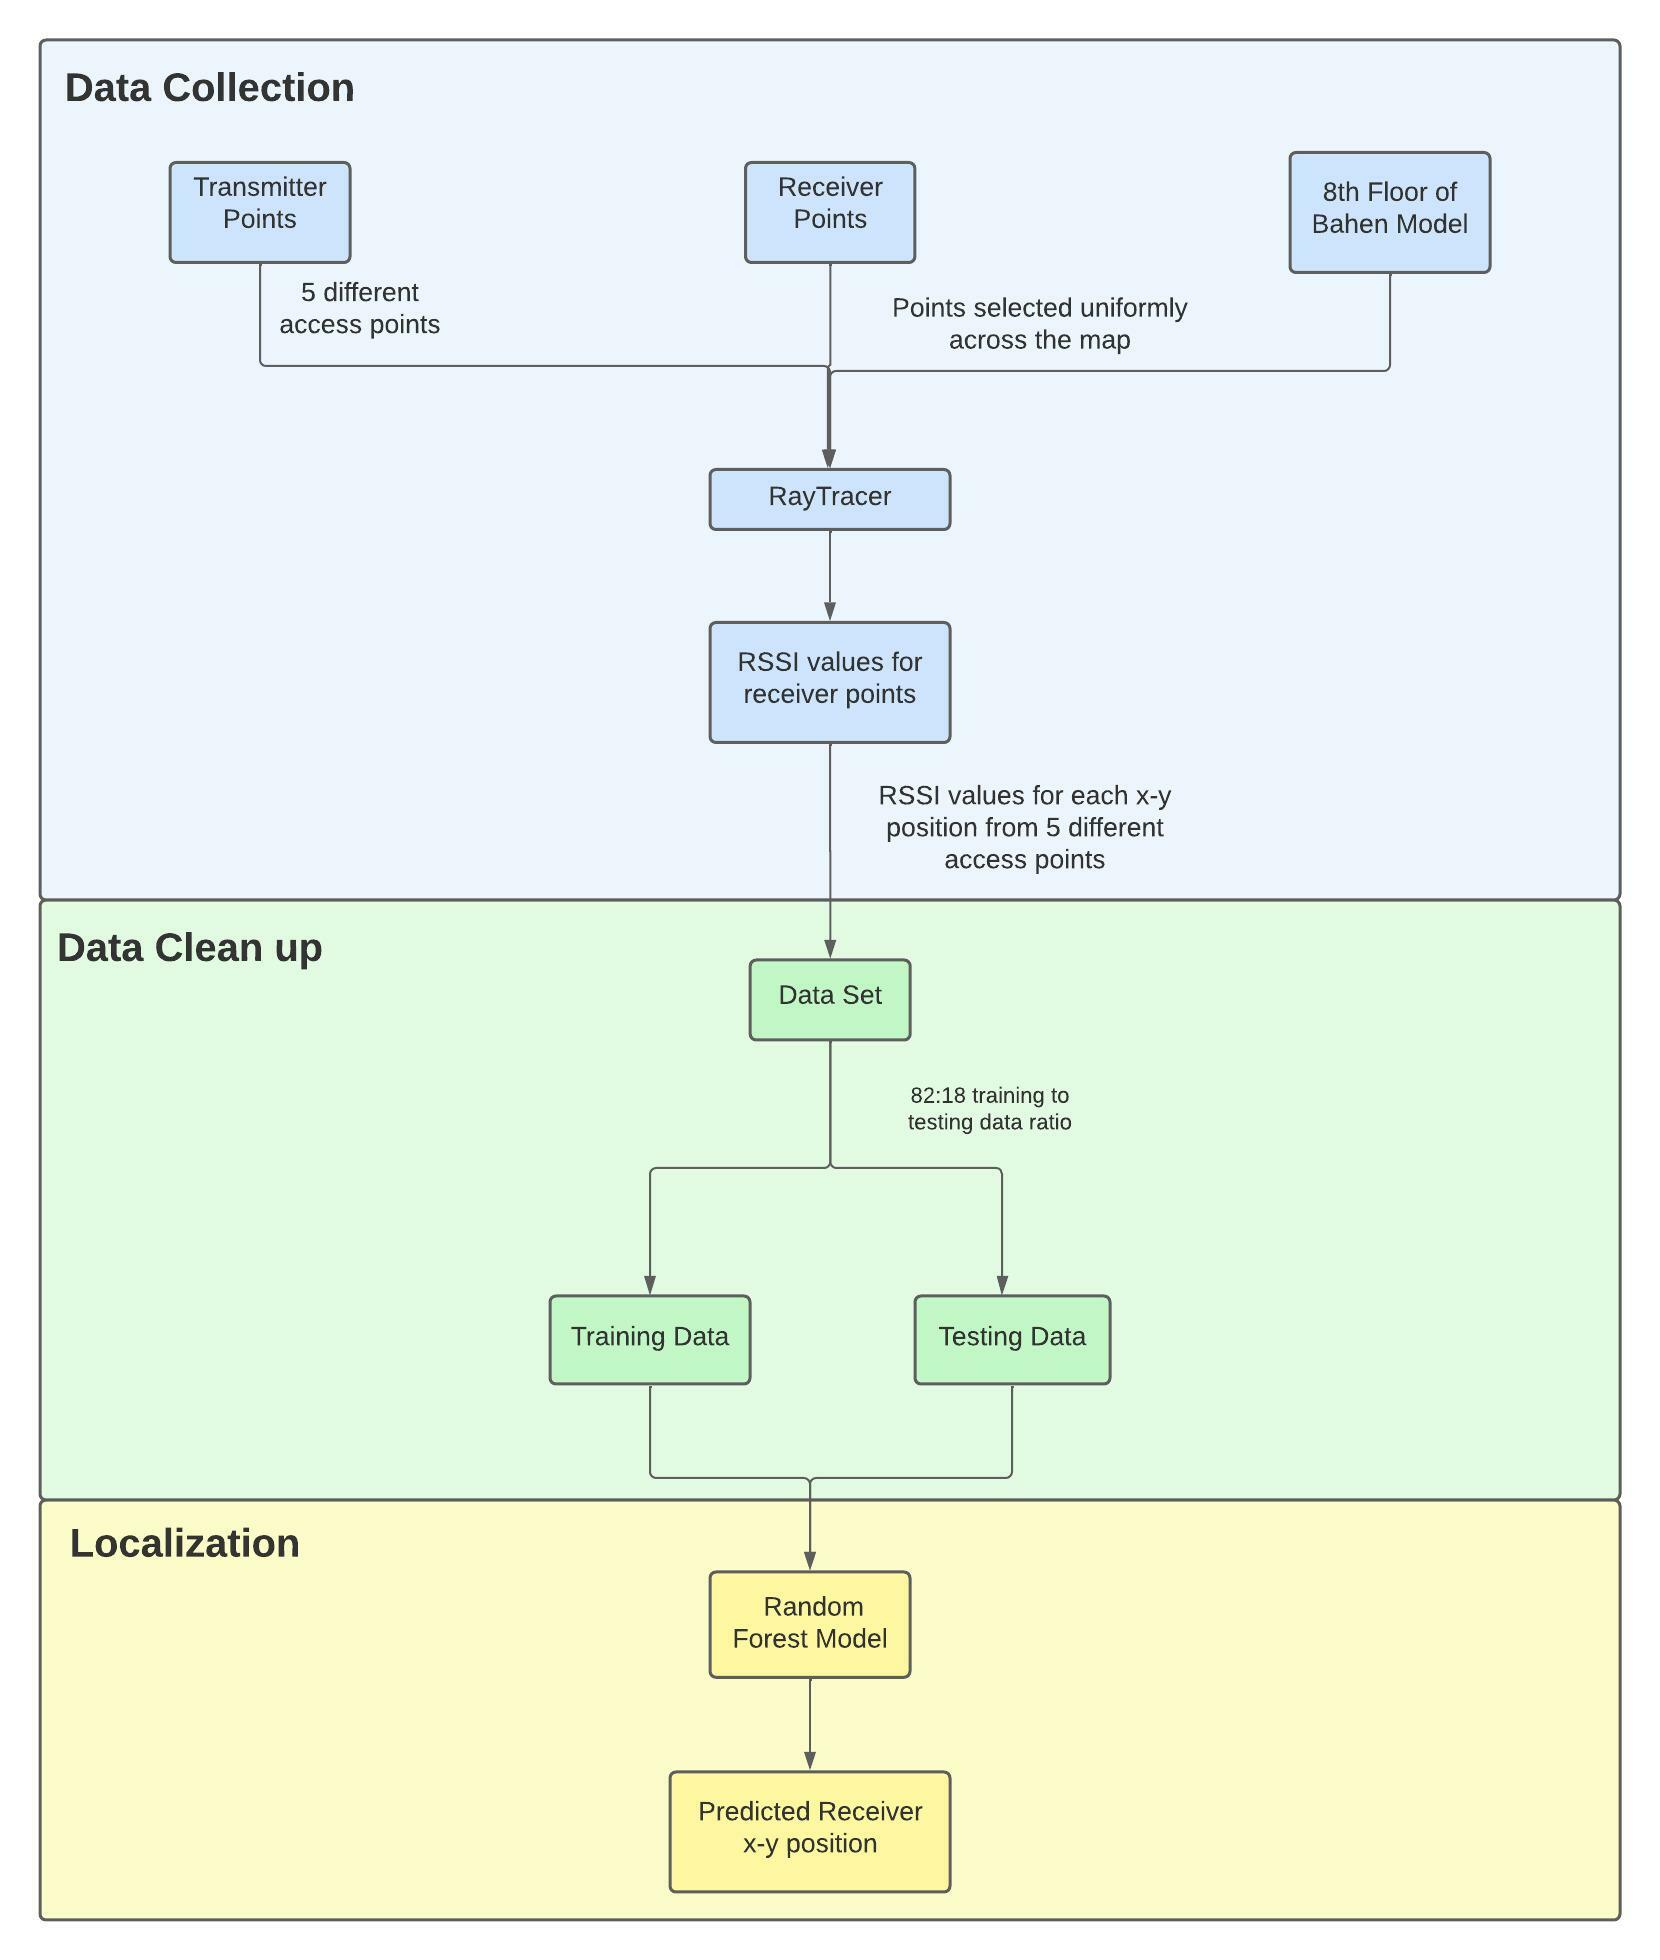 Data Collection
Transmitter
Points
Receiver
Points
8th Floor of
Bahen Model
5 different
access points
Points selected uniformly
across the map
RayTracer
RSSI values for
receiver points
RSSI values for each x-y
position from 5 different
access points
Data Clean up
Data Set
82:18 training to
testing data ratio
Training Data
Testing Data
Localization
Random
Forest Model
Predicted Receiver
x-y position